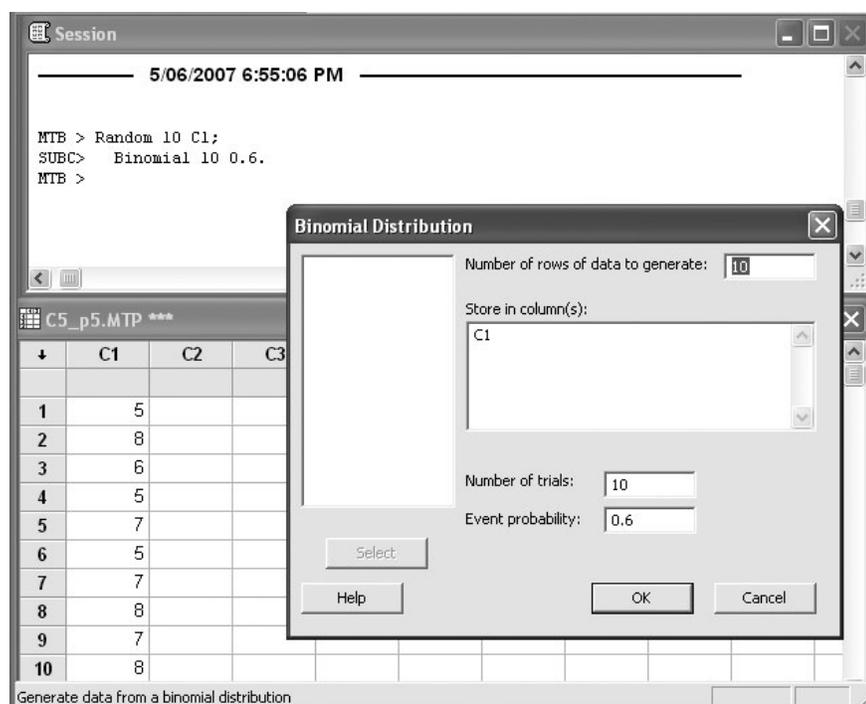 Session
5/06/2007 6:55:06 PM
MTB > Random 10 C1;
SUBC> Binomial 10 0.6.
MTB >
Binomial Distribution
Number of rows of data to generate: 10
Store in column(s):
C1
Number of trials: 10
Event probability: 0.6
Select
Help OK Cancel
C5_p5.MTP ***
C1 C2 C3
1 5
2 8
3 6
4 5
5 7
6 5
7 7
8 8
9 7
10 8
Generate data from a binomial distribution